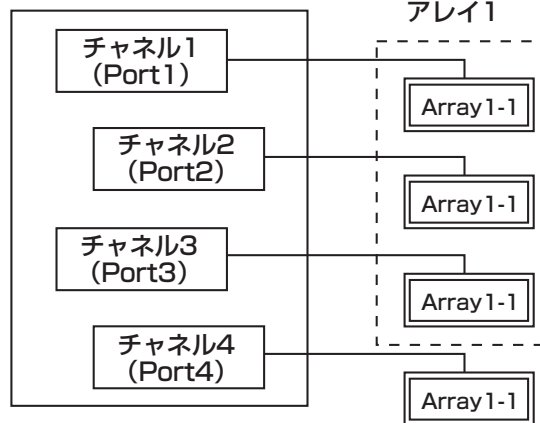 アレイ1
チャネル1
(Port1)
Array1-1
チャネル2
(Port2)
Array1-1
チャネル3
(Port3)
Array1-1
チャネル4
(Port4)
Array1-1